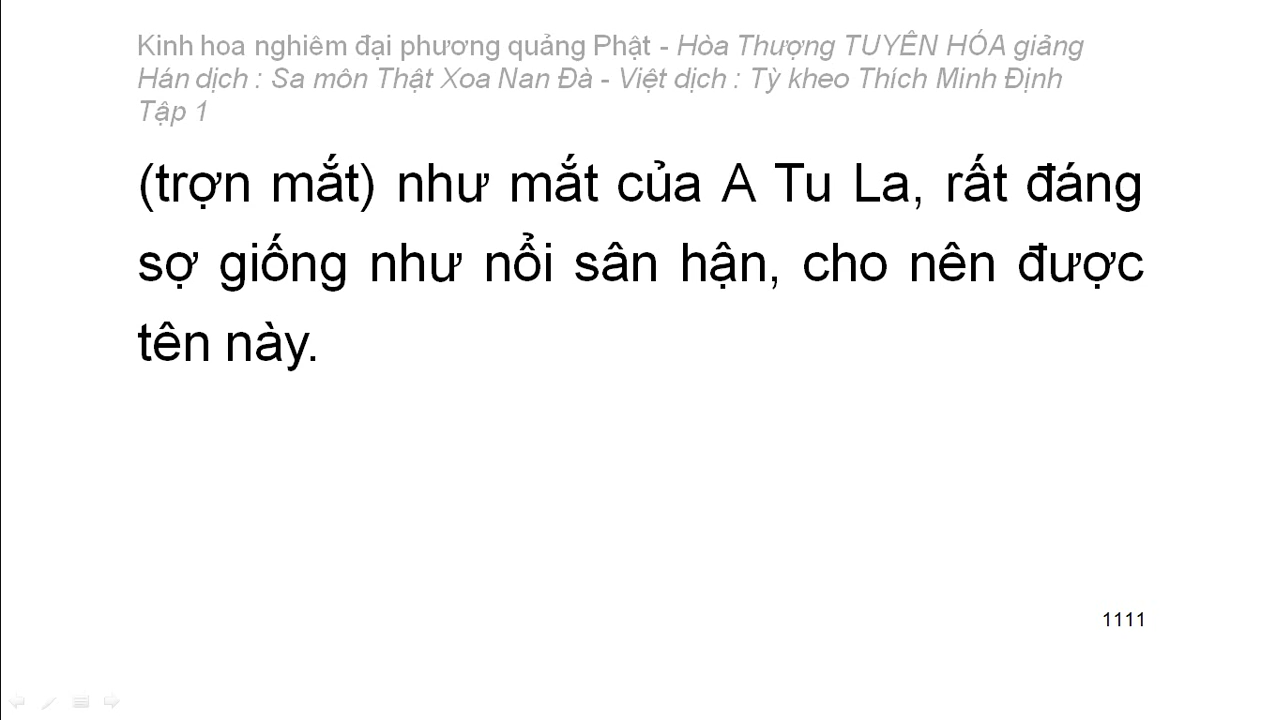 Kinh hoa nghiêm đại phương quảng Phật - Hòa Thượng TUYÊN HÓA giảng
Hán dịch : Sa môn Thật Xoa Nan Đà - Việt dịch : Tỳ kheo Thích Minh Định
Tập 1
(trợn mắt) như mắt của A Tu La, rất đáng
sợ giống như nổi sân hận, cho nên được
tên này.
1111